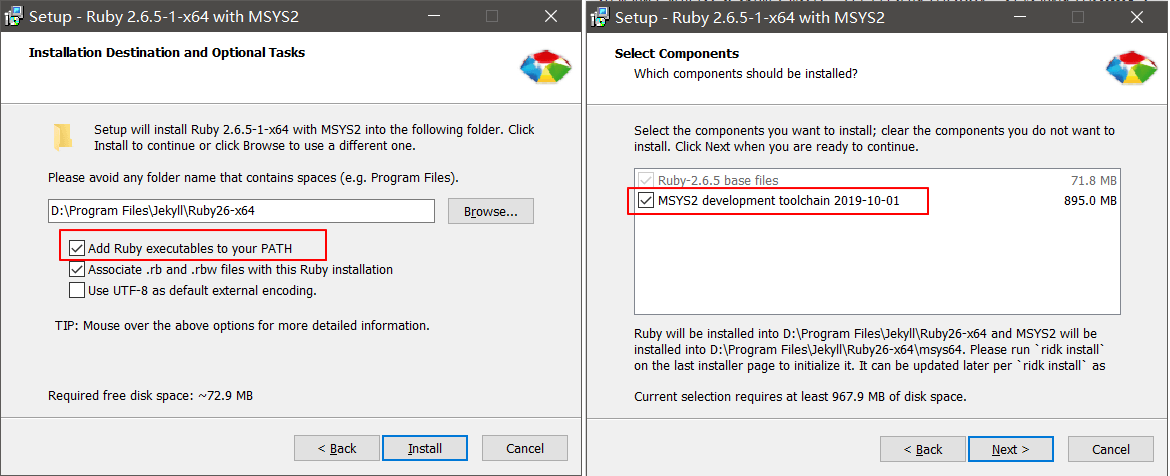 Setup - Ruby 2.6.5-1-x64 with MSYS2
Installation Destination and Optional Tasks
Setup will install Ruby 2.6.5-1-x64 with MSYS2 into the following folder. Click
Install to continue or click Browse to use a different one.
Please avoid any folder name that contains spaces (e.g. Program Files).
D:\Program Files\Jekyll\Ruby26-x64
Browse...
Add Ruby executables to your PATH
Associate .rb and .rbw files with this Ruby installation
Use UTF-8 as default external encoding.
TIP: Mouse over the above options for more detailed information.
Required free disk space: ~72.9 MB
< Back
Install
Cancel
Setup - Ruby 2.6.5-1-x64 with MSYS2
Select Components
Which components should be installed?
Select the components you want to install; clear the components you do not want to
install. Click Next when you are ready to continue.
Ruby-2.6.5 base files 71.8 MB
MSYS2 development toolchain 2019-10-01 895.0 MB
Ruby will be installed into D:\Program Files\Jekyll\Ruby26-x64 and MSYS2 will be
installed into D:\Program Files\Jekyll\Ruby26-x64\msys64. Please run `ridk install`
on the last installer page to initialize it. It can be updated later per `ridk install` as
Current selection requires at least 967.9 MB of disk space.
< Back
Next >
Cancel